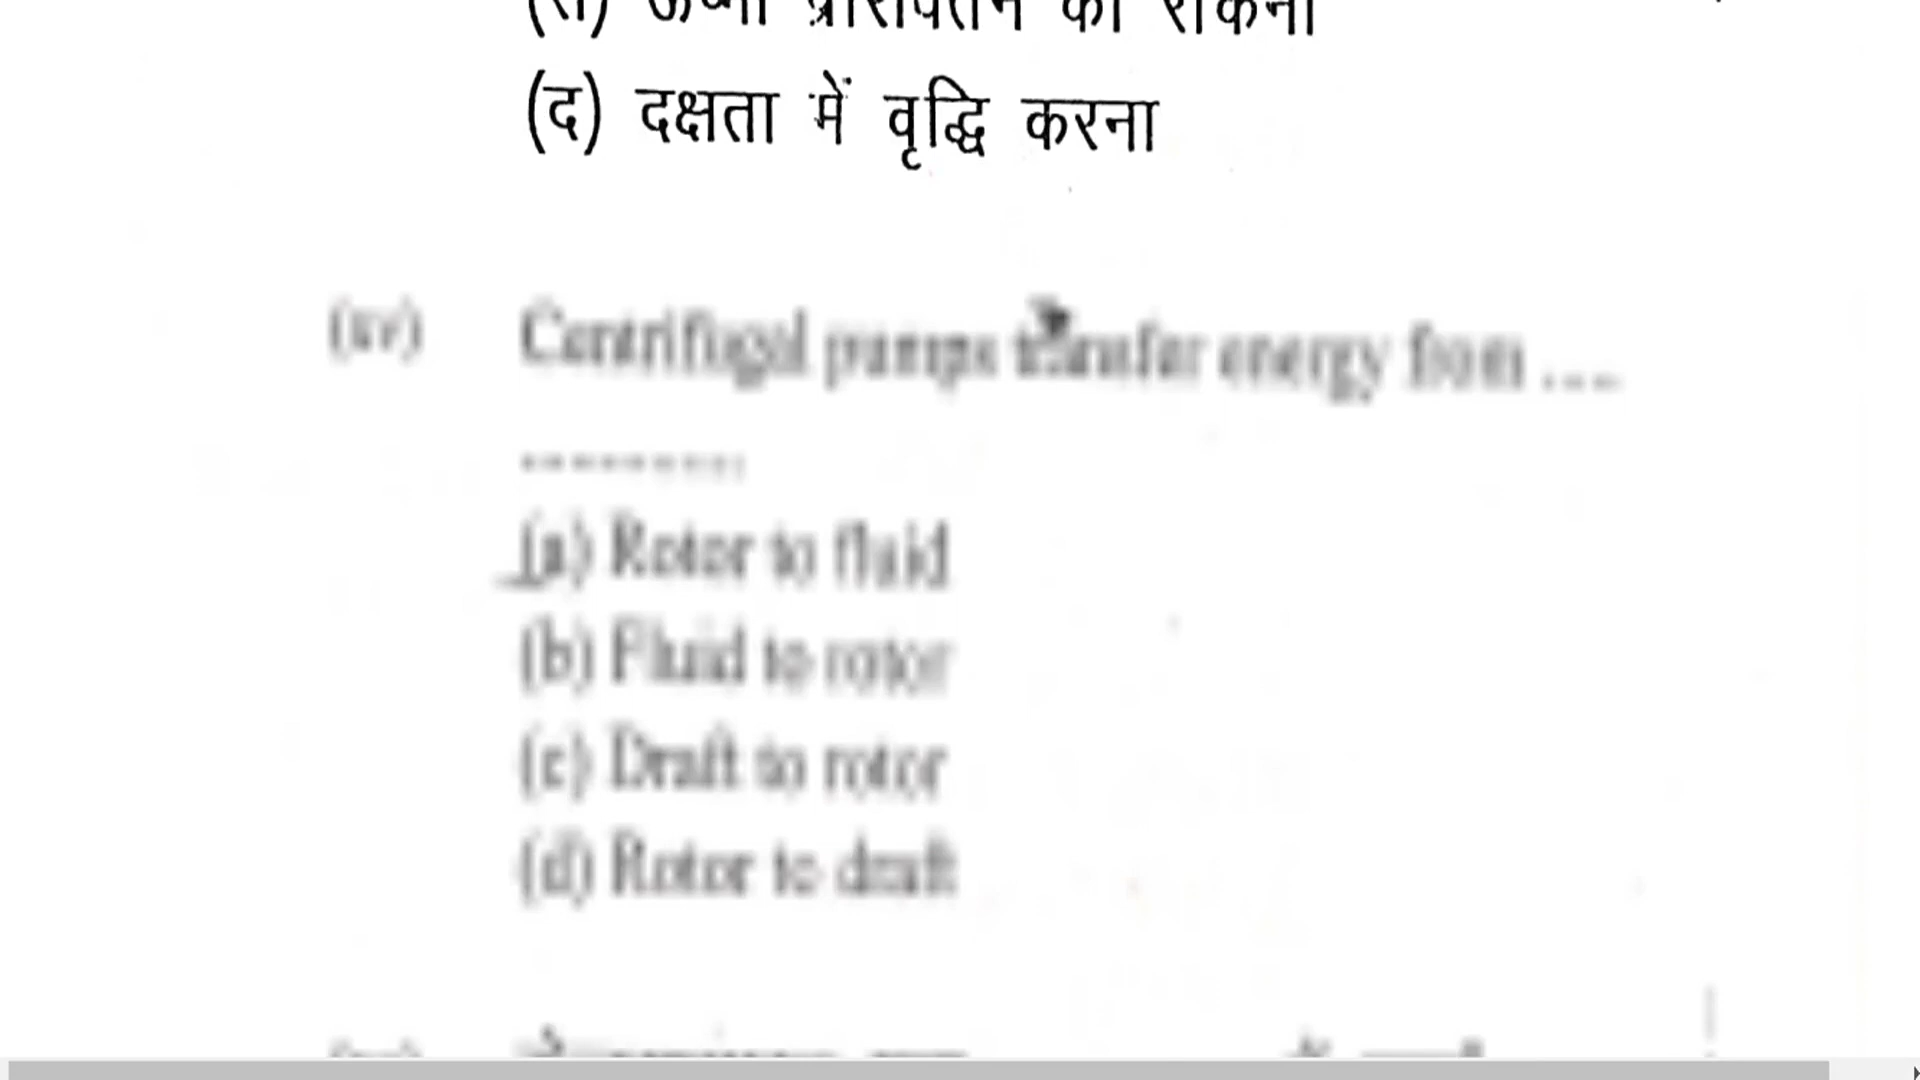 (द) दक्षता में वृद्धि करना
(xv) Centrifugal pumps transfer energy from ....
..........
(a) Rotor to fluid
(b) Fluid to rotor
(c) Draft to rotor
(d) Rotor to draft